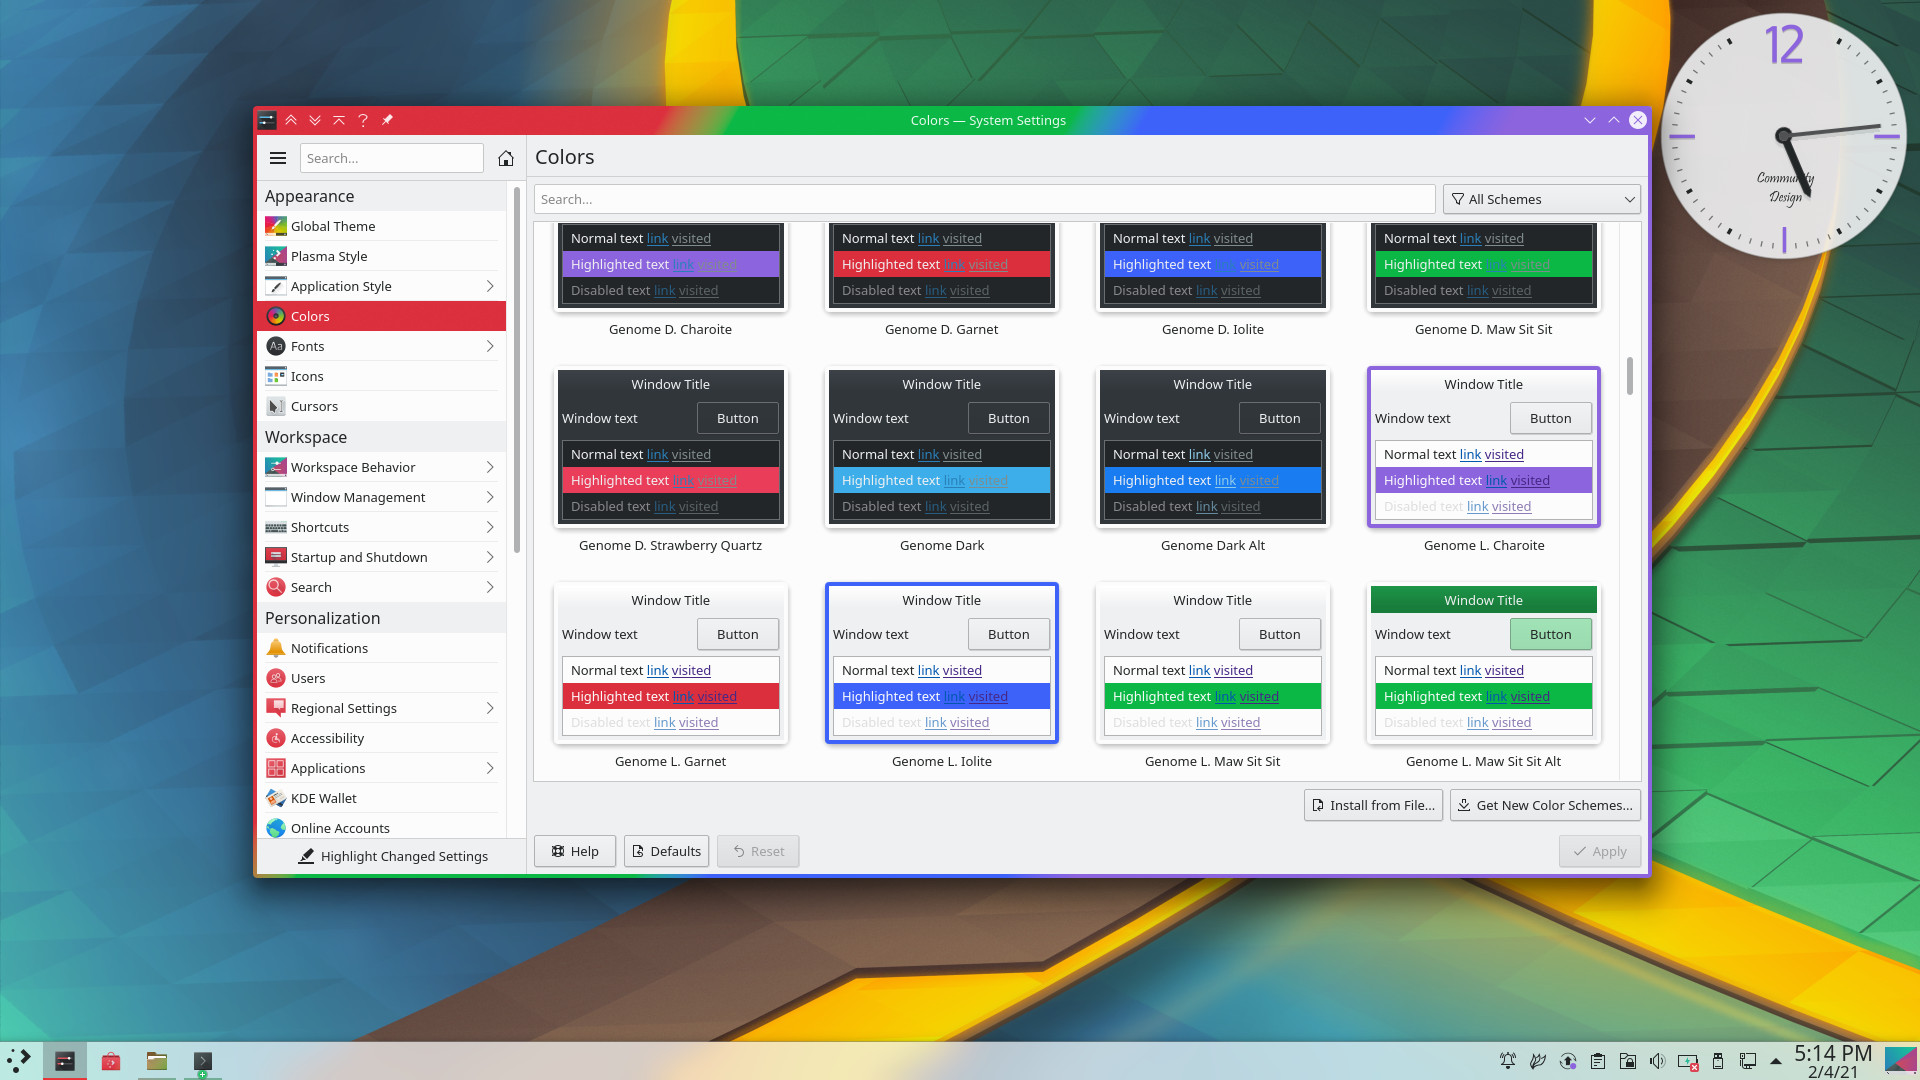 Colors — System Settings
12
Community
Design
Search...
Colors
Appearance
Global Theme
Plasma Style
Application Style
Colors
Aa Fonts
Icons
Cursors
Workspace
Workspace Behavior
Window Management
Shortcuts
Startup and Shutdown
Search
Personalization
Notifications
Users
Regional Settings
Accessibility
Applications
KDE Wallet
Online Accounts
Highlight Changed Settings
Search...
All Schemes
Normal text link visited
Highlighted text link visited
Disabled text link visited
Genome D. Charoite
Normal text link visited
Highlighted text link visited
Disabled text link visited
Genome D. Garnet
Normal text link visited
Highlighted text link visited
Disabled text link visited
Genome D. Iolite
Normal text link visited
Highlighted text link visited
Disabled text link visited
Genome D. Maw Sit Sit
Window Title
Window text Button
Normal text link visited
Highlighted text link visited
Disabled text link visited
Genome D. Strawberry Quartz
Window Title
Window text Button
Normal text link visited
Highlighted text link visited
Disabled text link visited
Genome Dark
Window Title
Window text Button
Normal text link visited
Highlighted text link visited
Disabled text link visited
Genome Dark Alt
Window Title
Window text Button
Normal text link visited
Highlighted text link visited
Disabled text link visited
Genome L. Charoite
Window Title
Window text Button
Normal text link visited
Highlighted text link visited
Disabled text link visited
Genome L. Garnet
Window Title
Window text Button
Normal text link visited
Highlighted text link visited
Disabled text link visited
Genome L. Iolite
Window Title
Window text Button
Normal text link visited
Highlighted text link visited
Disabled text link visited
Genome L. Maw Sit Sit
Window Title
Window text Button
Normal text link visited
Highlighted text link visited
Disabled text link visited
Genome L. Maw Sit Sit Alt
Install from File...
Get New Color Schemes...
Help
Defaults
Reset
Apply
5:14 PM
2/4/21